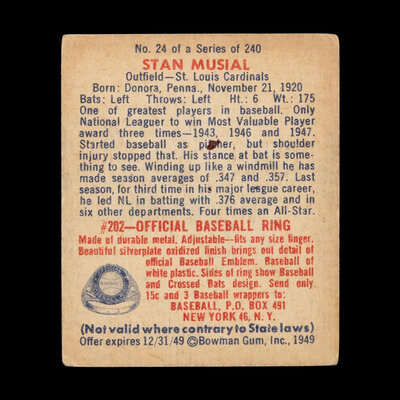 No. 24 of a Series of 240
STAN MUSIAL
Outfield—St. Louis Cardinals
Born: Donora, Penna., November 21, 1920
Bats: Left Throws: Left Ht.: 6 Wt.: 175
One of greatest players in baseball. Only
National Leaguer to win Most Valuable Player
award three times—1943, 1946 and 1947.
Started baseball as pitcher, but shoulder
injury stopped that. His stance at bat is some-
thing to see. Winding up like a windmill he has
made season averages of .347 and .357. Last
season, for third time in his major league career,
he led NL in batting with .376 average and in
six other departments. Four times an All-Star.
#202—OFFICIAL BASEBALL RING
Made of durable metal. Adjustable—fits any size finger.
Beautiful silverplate oxidized finish brings out detail of
official Baseball Emblem. Baseball of
white plastic. Sides of ring show Baseball
and Crossed Bats design. Send only
15c and 3 Baseball wrappers to:
BASEBALL, P.O. BOX 491
NEW YORK 46, N.Y.
(Not valid where contrary to State laws)
Offer expires 12/31/49 ©Bowman Gum, Inc., 1949